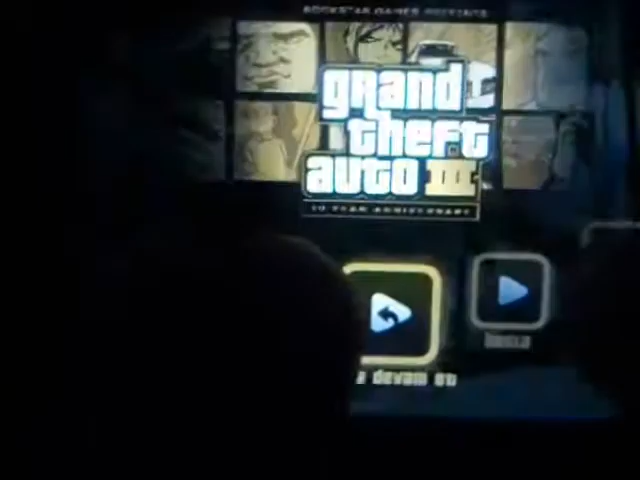 ROCKSTAR GAMES PRESENTS
grand
theft
auto III
10 YEAR ANNIVERSARY
devam et